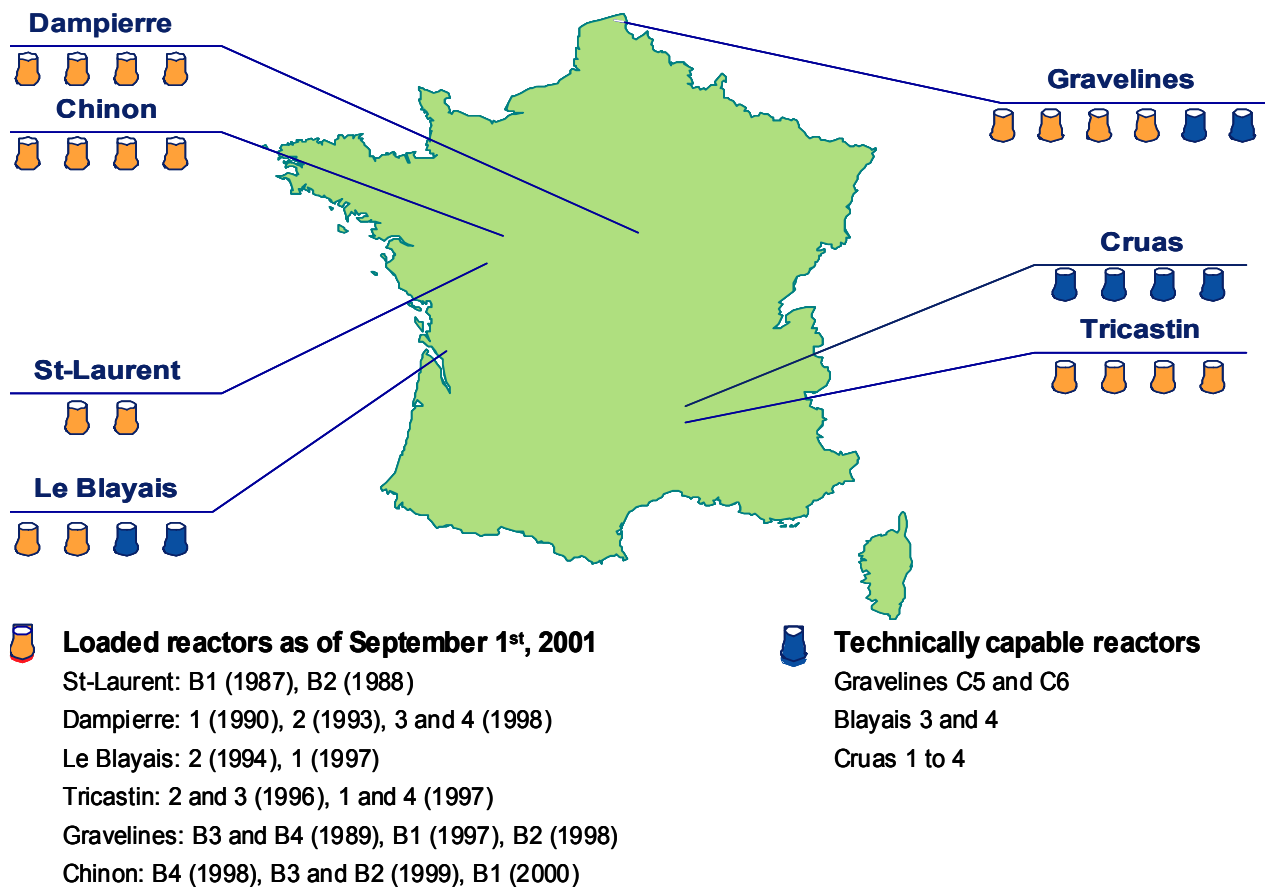 Dampierre
Chinon
Gravelines
Cruas
Tricastin
St-Laurent
Le Blayais
Loaded reactors as of September 1st, 2001
St-Laurent: B1 (1987), B2 (1988)
Dampierre: 1 (1990), 2 (1993), 3 and 4 (1998)
Le Blayais: 2 (1994), 1 (1997)
Tricastin: 2 and 3 (1996), 1 and 4 (1997)
Gravelines: B3 and B4 (1989), B1 (1997), B2 (1998)
Chinon: B4 (1998), B3 and B2 (1999), B1 (2000)
Technically capable reactors
Gravelines C5 and C6
Blayais 3 and 4
Cruas 1 to 4